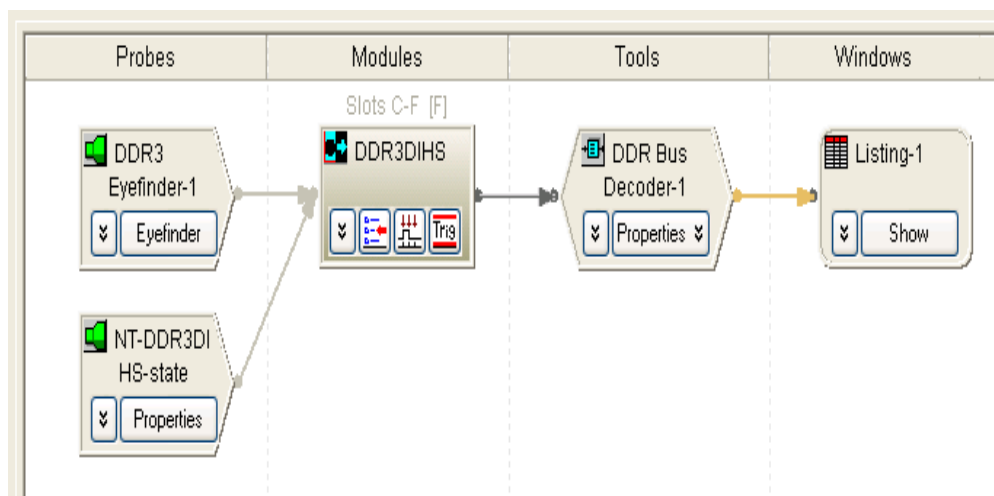 Probes
Modules
Tools
Windows
Slots C-F [F]
DDR3
Eyefinder-1
Eyefinder
DDR3DIHS
Trig
DDR Bus
Decoder-1
Properties
Listing-1
Show
NT-DDR3DI
HS-state
Properties